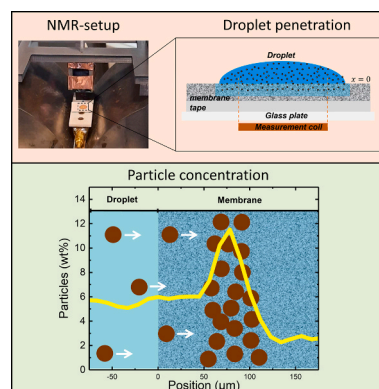 NMR-setup
Droplet penetration
Droplet
x = 0
membrane
tape
Glass plate
Measurement coil
Particle concentration
Droplet
Membrane
Particles (wt%)
14
12
10
8
6
4
2
0
-50
0
50
100
150
Position (μm)